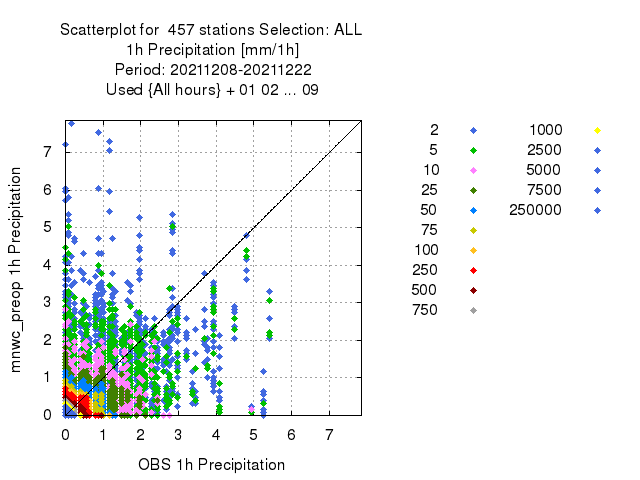 Scatterplot for 457 stations Selection: ALL
1h Precipitation [mm/1h]
Period: 20211208-20211222
Used {All hours} + 01 02 ... 09
mnwc_preop 1h Precipitation
7
6
5
4
3
2
1
0
0 1 2 3 4 5 6 7
OBS 1h Precipitation
2 1000
5 2500
10 5000
25 7500
50 250000
75
100
250
500
750